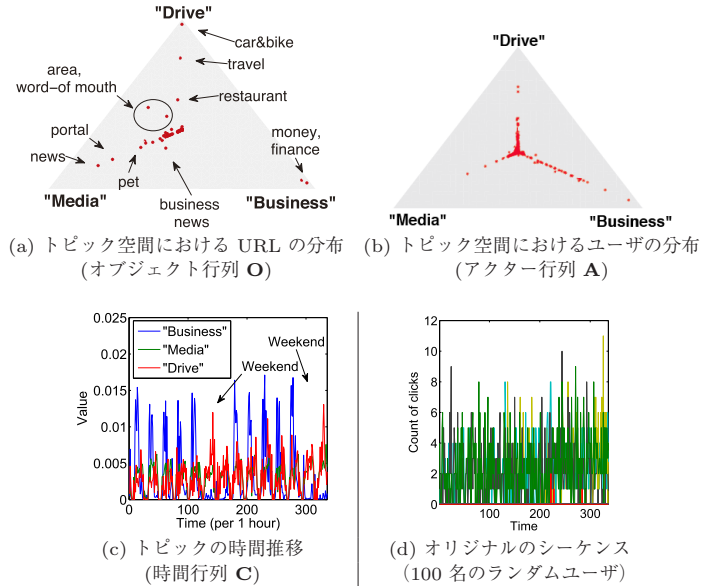 "Drive"
car&bike
travel
area,
word-of mouth
restaurant
portal
news
pet
money,
finance
"Media"
"Business"
business
news
(a) トピック空間における URL の分布
(オブジェクト行列 O)
"Drive"
"Media"
"Business"
(b) トピック空間におけるユーザの分布
(アクター行列 A)
0.025
0.02
0.015
0.01
0.005
0
Value
"Business"
"Media"
"Drive"
Weekend
Weekend
0 100 200 300
Time (per 1 hour)
(c) トピックの時間推移
(時間行列 C)
12
10
8
6
4
2
0
Count of clicks
100 200 300
Time
(d) オリジナルのシーケンス
(100 名のランダムユーザ)